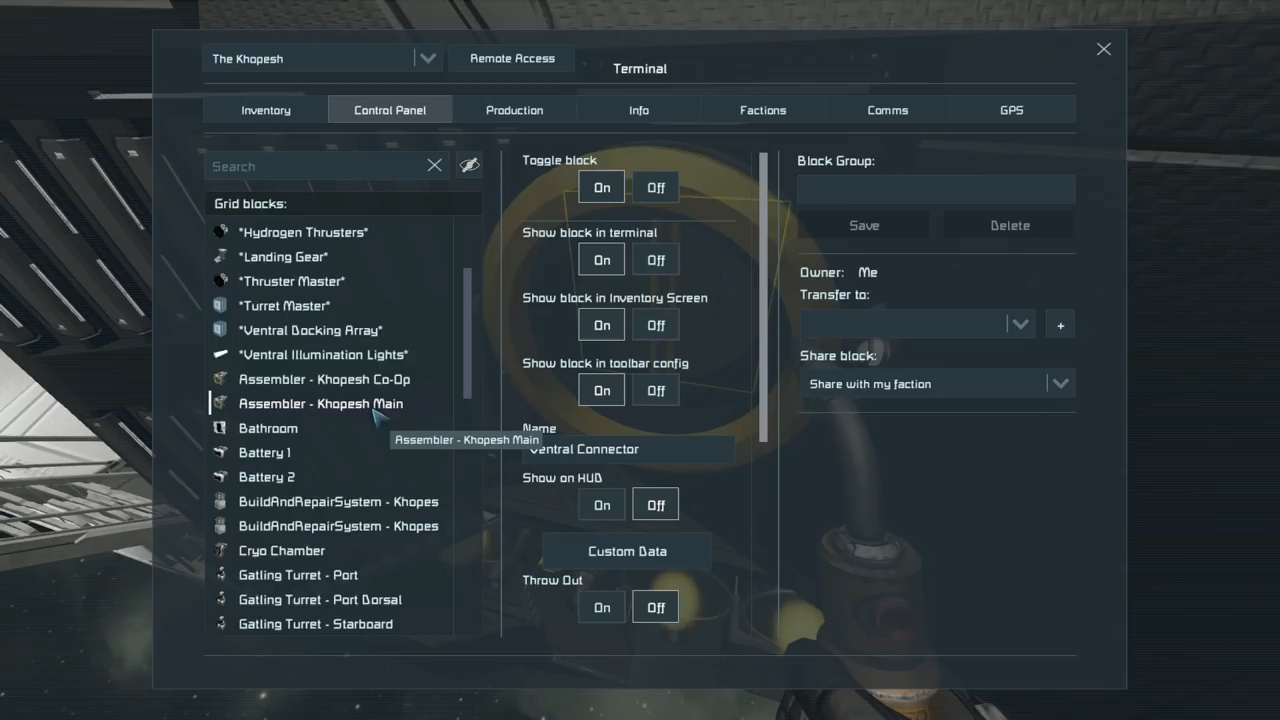 The Khopesh
Remote Access
Terminal
Inventory
Control Panel
Production
Info
Factions
Comms
GPS
Search
Grid blocks:
*Hydrogen Thrusters*
*Landing Gear*
*Thruster Master*
*Turret Master*
*Ventral Docking Array*
*Ventral Illumination Lights*
Assembler - Khopesh Co-Op
Assembler - Khopesh Main
Bathroom
Battery 1
Battery 2
BuildAndRepairSystem - Khopes
BuildAndRepairSystem - Khopes
Cryo Chamber
Gatling Turret - Port
Gatling Turret - Port Dorsal
Gatling Turret - Starboard
Assembler - Khopesh Main
Toggle block
On Off
Show block in terminal
On Off
Show block in Inventory Screen
On Off
Show block in toolbar config
On Off
Name
Ventral Connector
Show on HUD
On Off
Custom Data
Throw Out
On Off
Block Group:
Save
Delete
Owner: Me
Transfer to:
+
Share block:
Share with my faction